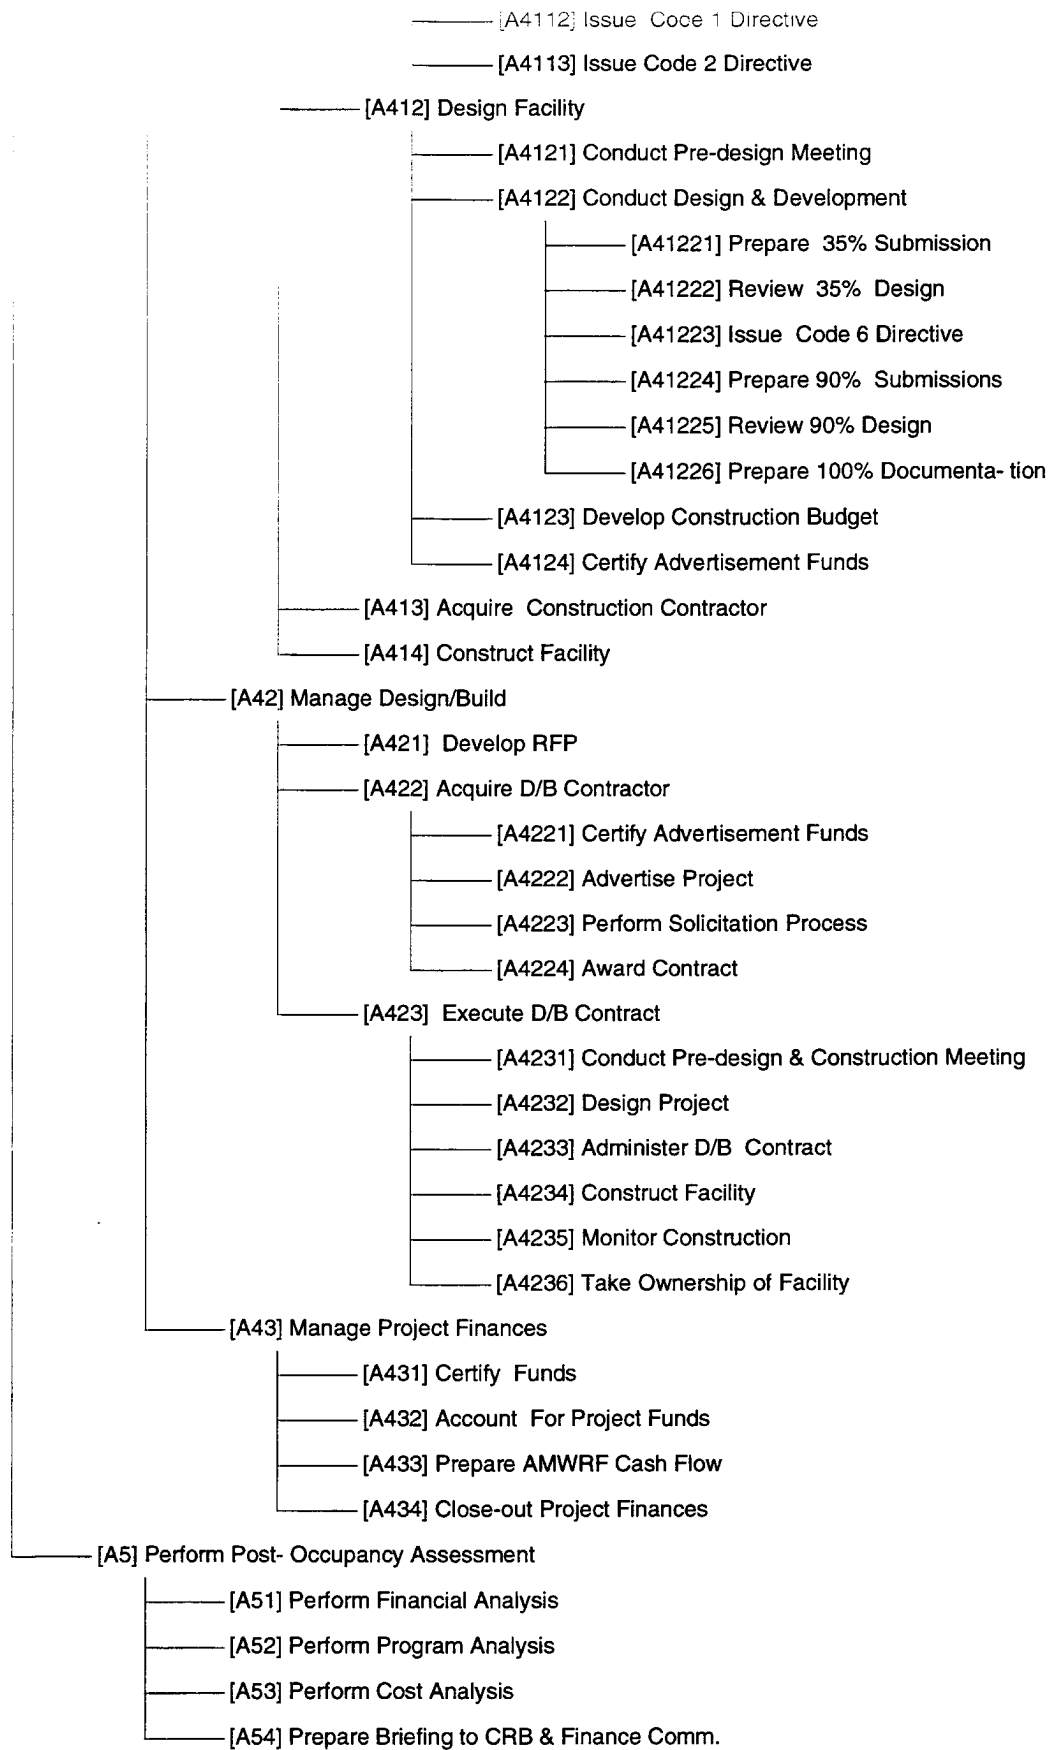 [A4112] Issue Coce 1 Directive
[A4113] Issue Code 2 Directive
[A412] Design Facility
[A4121] Conduct Pre-design Meeting
[A4122] Conduct Design & Development
[A41221] Prepare 35% Submission
[A41222] Review 35% Design
[A41223] Issue Code 6 Directive
[A41224] Prepare 90% Submissions
[A41225] Review 90% Design
[A41226] Prepare 100% Documenta- tion
[A4123] Develop Construction Budget
[A4124] Certify Advertisement Funds
[A413] Acquire Construction Contractor
[A414] Construct Facility
[A42] Manage Design/Build
[A421] Develop RFP
[A422] Acquire D/B Contractor
[A4221] Certify Advertisement Funds
[A4222] Advertise Project
[A4223] Perform Solicitation Process
[A4224] Award Contract
[A423] Execute D/B Contract
[A4231] Conduct Pre-design & Construction Meeting
[A4232] Design Project
[A4233] Administer D/B Contract
[A4234] Construct Facility
[A4235] Monitor Construction
[A4236] Take Ownership of Facility
[A43] Manage Project Finances
[A431] Certify Funds
[A432] Account For Project Funds
[A433] Prepare AMWRF Cash Flow
[A434] Close-out Project Finances
[A5] Perform Post- Occupancy Assessment
[A51] Perform Financial Analysis
[A52] Perform Program Analysis
[A53] Perform Cost Analysis
[A54] Prepare Briefing to CRB & Finance Comm.